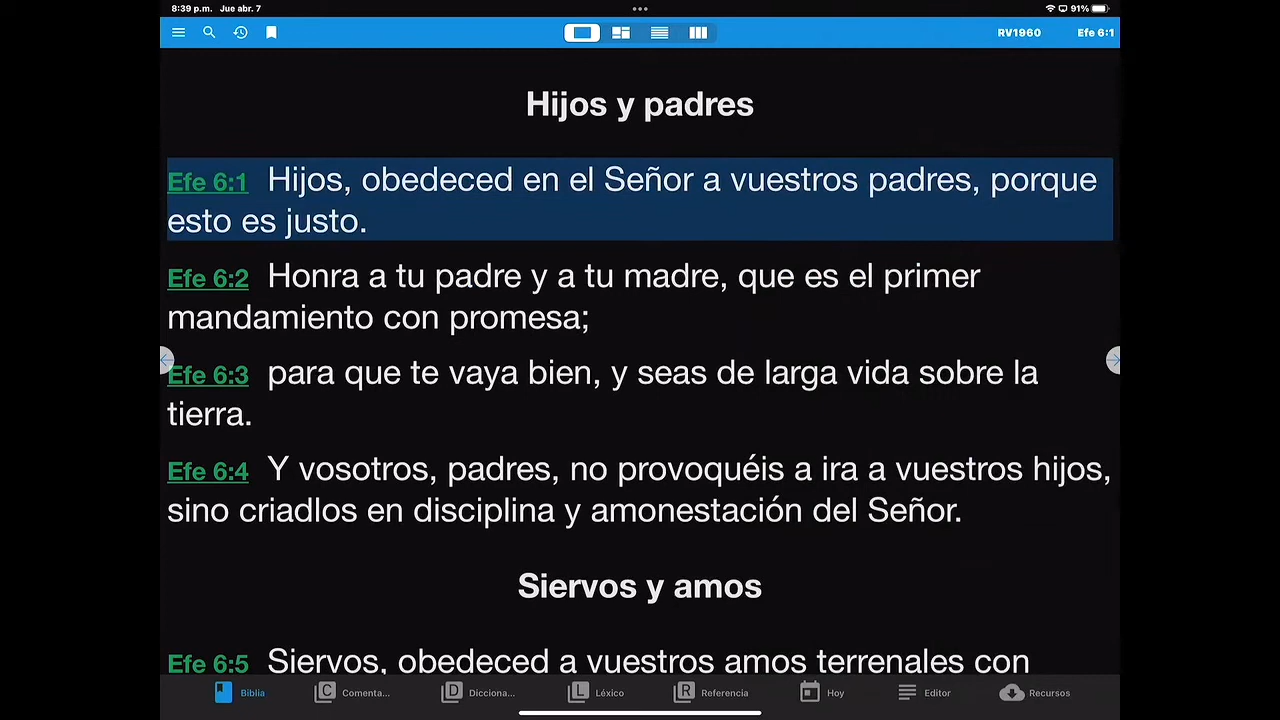 8:39 p.m. Jue abr. 7
91%
RV1960 Efe 6:1
Hijos y padres
Efe 6:1 Hijos, obedeced en el Señor a vuestros padres, porque
esto es justo.
Efe 6:2 Honra a tu padre y a tu madre, que es el primer
mandamiento con promesa;
Efe 6:3 para que te vaya bien, y seas de larga vida sobre la
tierra.
Efe 6:4 Y vosotros, padres, no provoquéis a ira a vuestros hijos,
sino criadlos en disciplina y amonestación del Señor.
Siervos y amos
Efe 6:5 Siervos, obedeced a vuestros amos terrenales con
Biblia C Comenta... D Dicciona... L Léxico R Referencia Hoy Editor Recursos